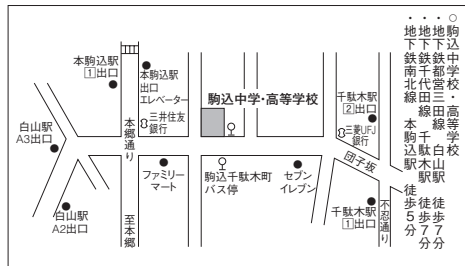 ○駒込中学校・高等学校
・地下鉄南北線 本駒込駅 徒歩5分
・地下鉄千代田線 千駄木駅 徒歩7分
・地下鉄都営三田線 白山駅 徒歩7分
本駒込駅
1出口
本駒込駅
出口
エレベーター
駒込中学・高等学校
千駄木駅
2出口
三井住友
銀行
三菱UFJ
銀行
白山駅
A3出口
本郷通り
団子坂
ファミリー
マート
駒込千駄木町
バス停
セブン
イレブン
白山駅
A2出口
至本郷
千駄木駅
1出口
不忍通り